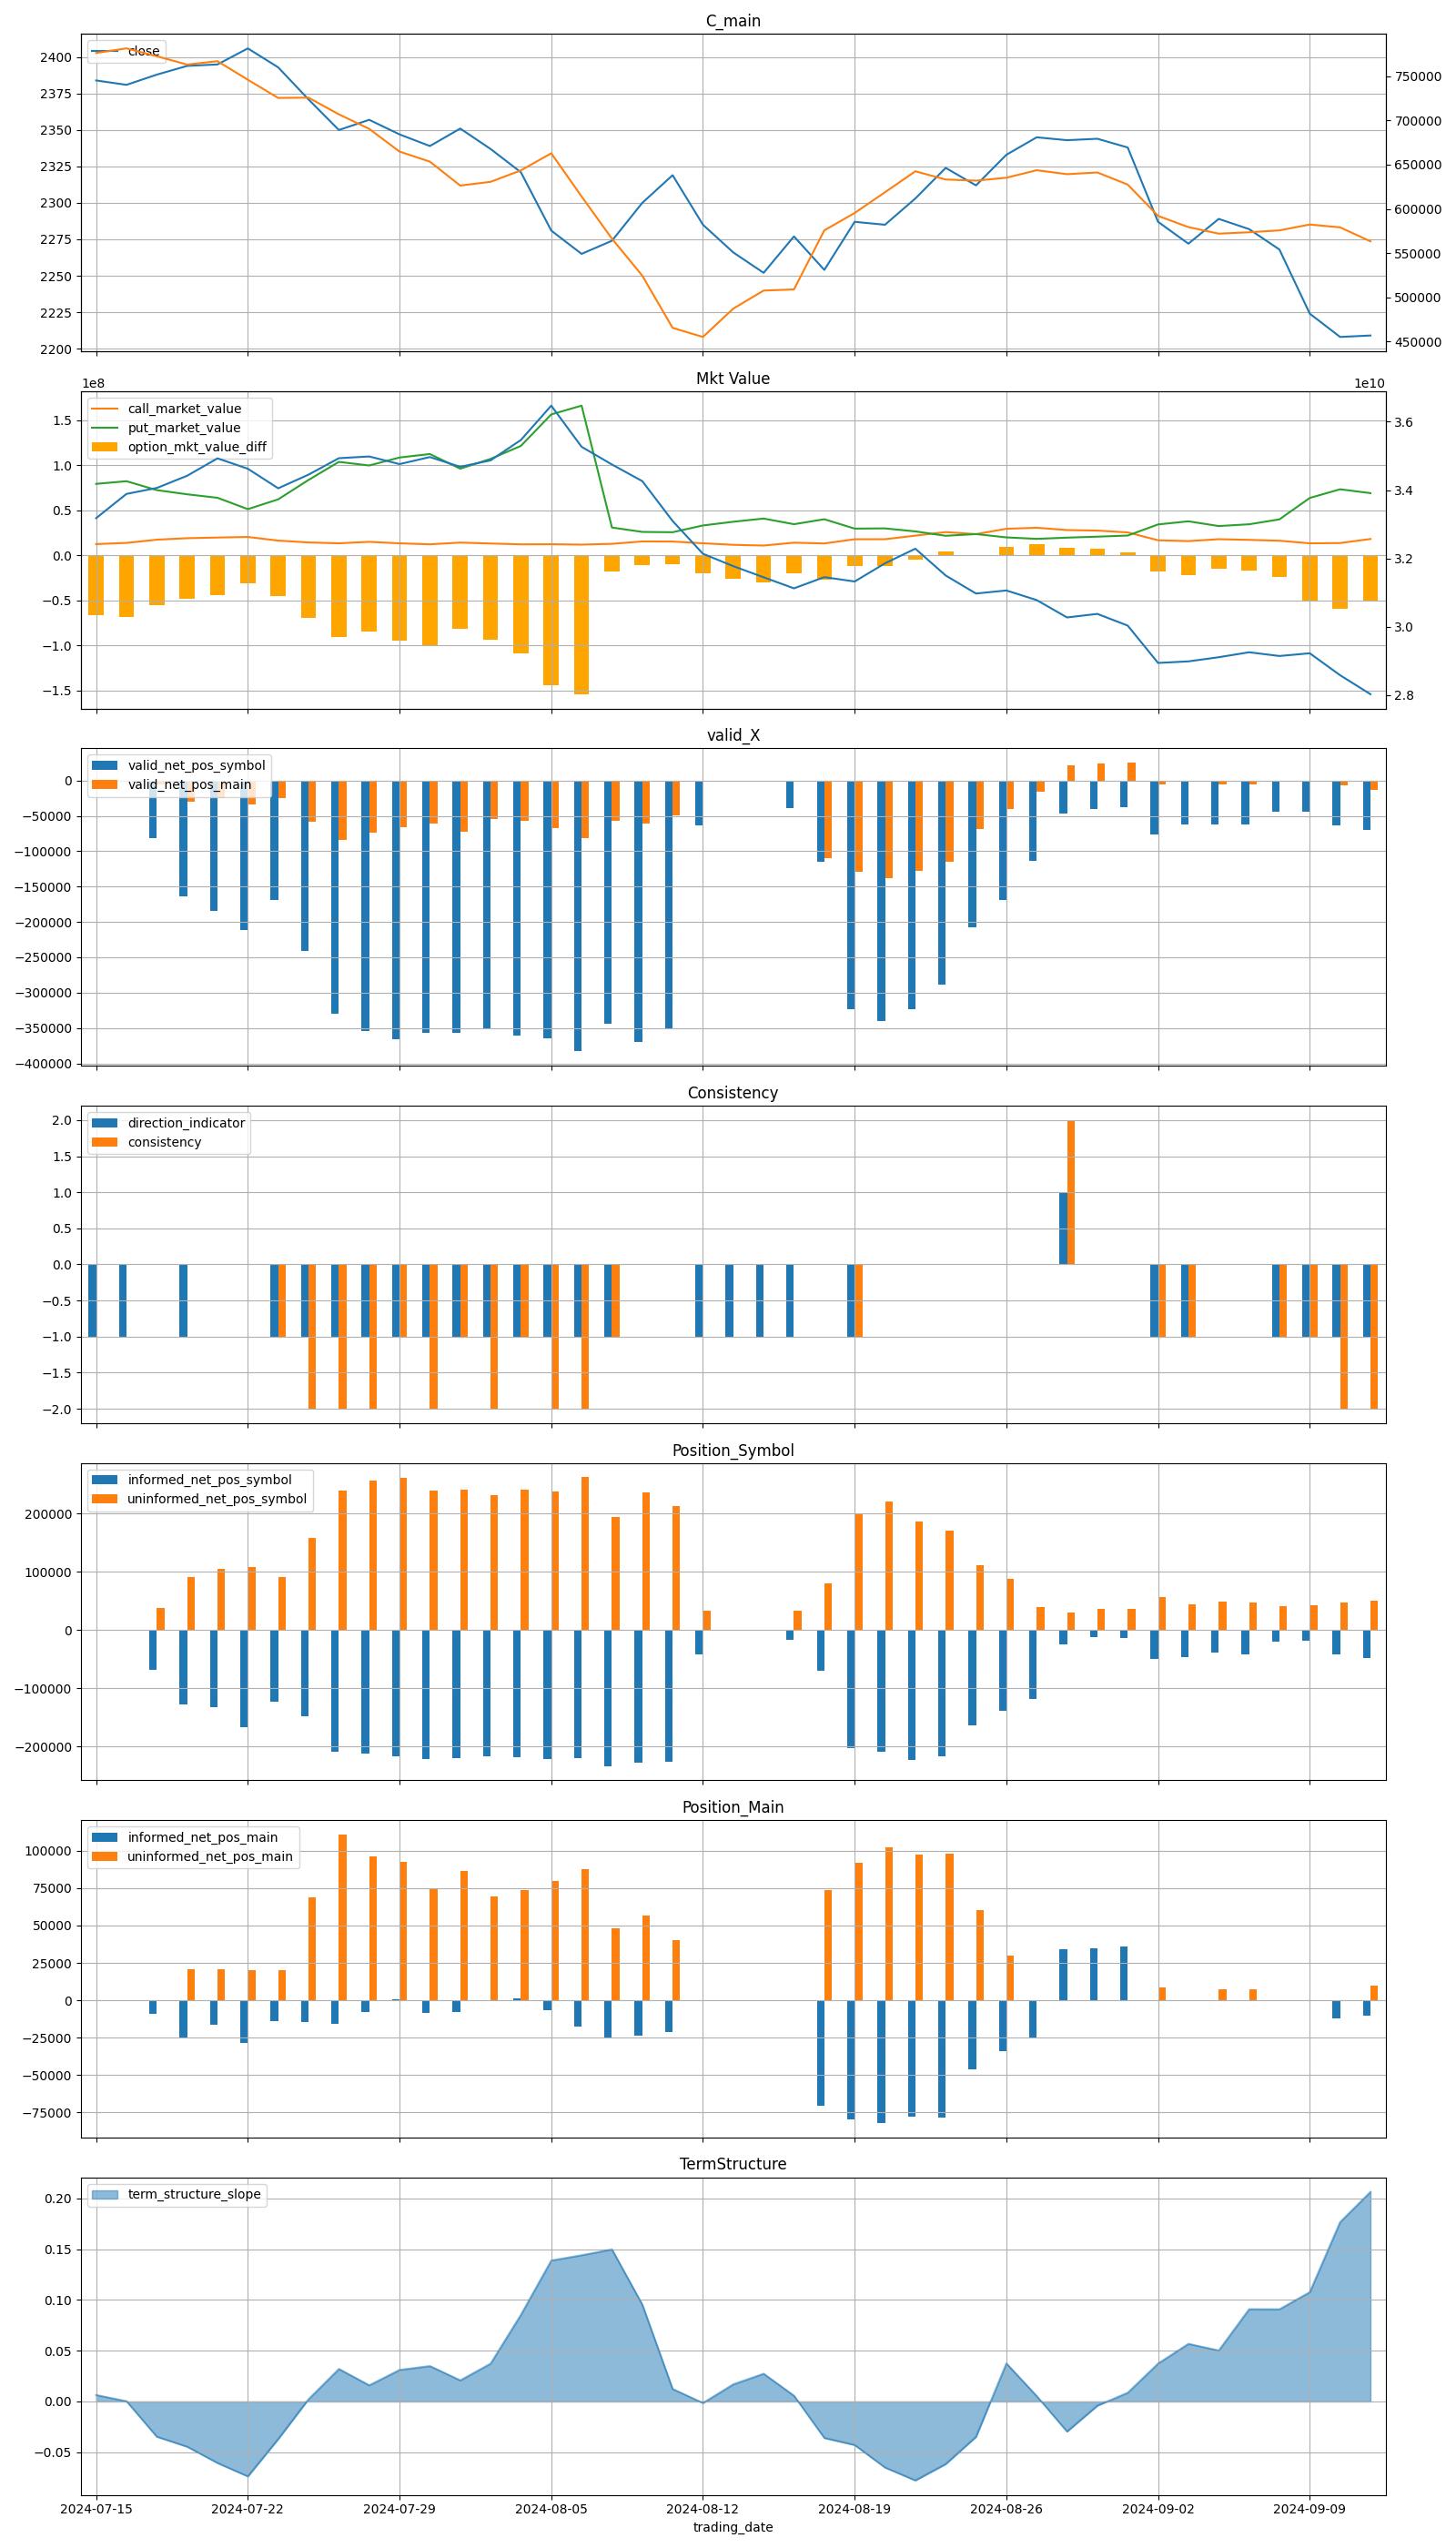 C_main
close
2400
2375
2350
2325
2300
2275
2250
2225
2200
750000
700000
650000
600000
550000
500000
450000
1e8
Mkt Value
1e10
call_market_value
put_market_value
option_mkt_value_diff
1.5
1.0
0.5
0.0
−0.5
−1.0
−1.5
3.6
3.4
3.2
3.0
2.8
valid_X
valid_net_pos_symbol
valid_net_pos_main
0
−50000
−100000
−150000
−200000
−250000
−300000
−350000
−400000
Consistency
direction_indicator
consistency
2.0
1.5
1.0
0.5
0.0
−0.5
−1.0
−1.5
−2.0
Position_Symbol
informed_net_pos_symbol
uninformed_net_pos_symbol
200000
100000
0
−100000
−200000
Position_Main
informed_net_pos_main
uninformed_net_pos_main
100000
75000
50000
25000
0
−25000
−50000
−75000
TermStructure
term_structure_slope
0.20
0.15
0.10
0.05
0.00
−0.05
2024-07-15 2024-07-22 2024-07-29 2024-08-05 2024-08-12 2024-08-19 2024-08-26 2024-09-02 2024-09-09
trading_date